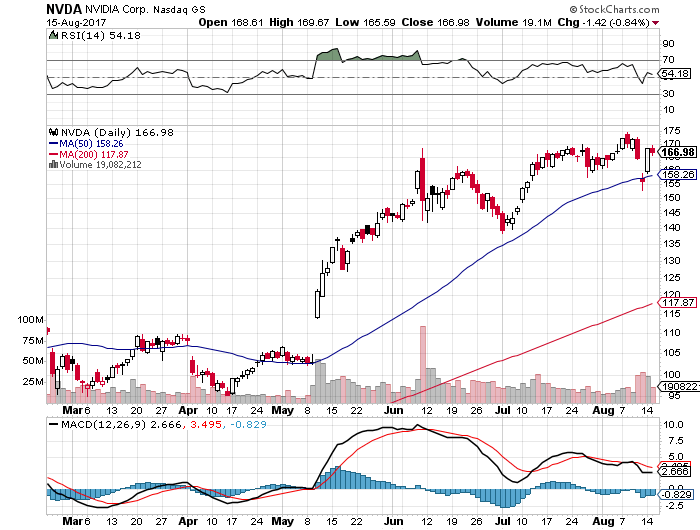 NVDA NVIDIA Corp. Nasdaq GS © StockCharts.com
15-Aug-2017 Open 168.61 High 169.67 Low 165.59 Close 166.98 Volume 19.1M Chg -1.42 (-0.84%)
RSI(14) 54.18
90
70
54.18
50
30
10
NVDA (Daily) 166.98
MA(50) 158.26
MA(200) 117.87
Volume 19,082,212
175
170
166.98
165
160
158.26
155
150
145
140
135
130
125
120
117.87
115
110
105
100
95
100M
75M
50M
25M
190822
Mar 6 13 20 27 Apr 10 17 24 May 8 15 22 Jun 12 19 26 Jul 10 17 24 Aug 7 14
MACD(12,26,9) 2.666, 3.495, -0.829
10.0
7.5
5.0
3.495
2.666
0.0
-0.829
-2.5
Mar 6 13 20 27 Apr 10 17 24 May 8 15 22 Jun 12 19 26 Jul 10 17 24 Aug 7 14